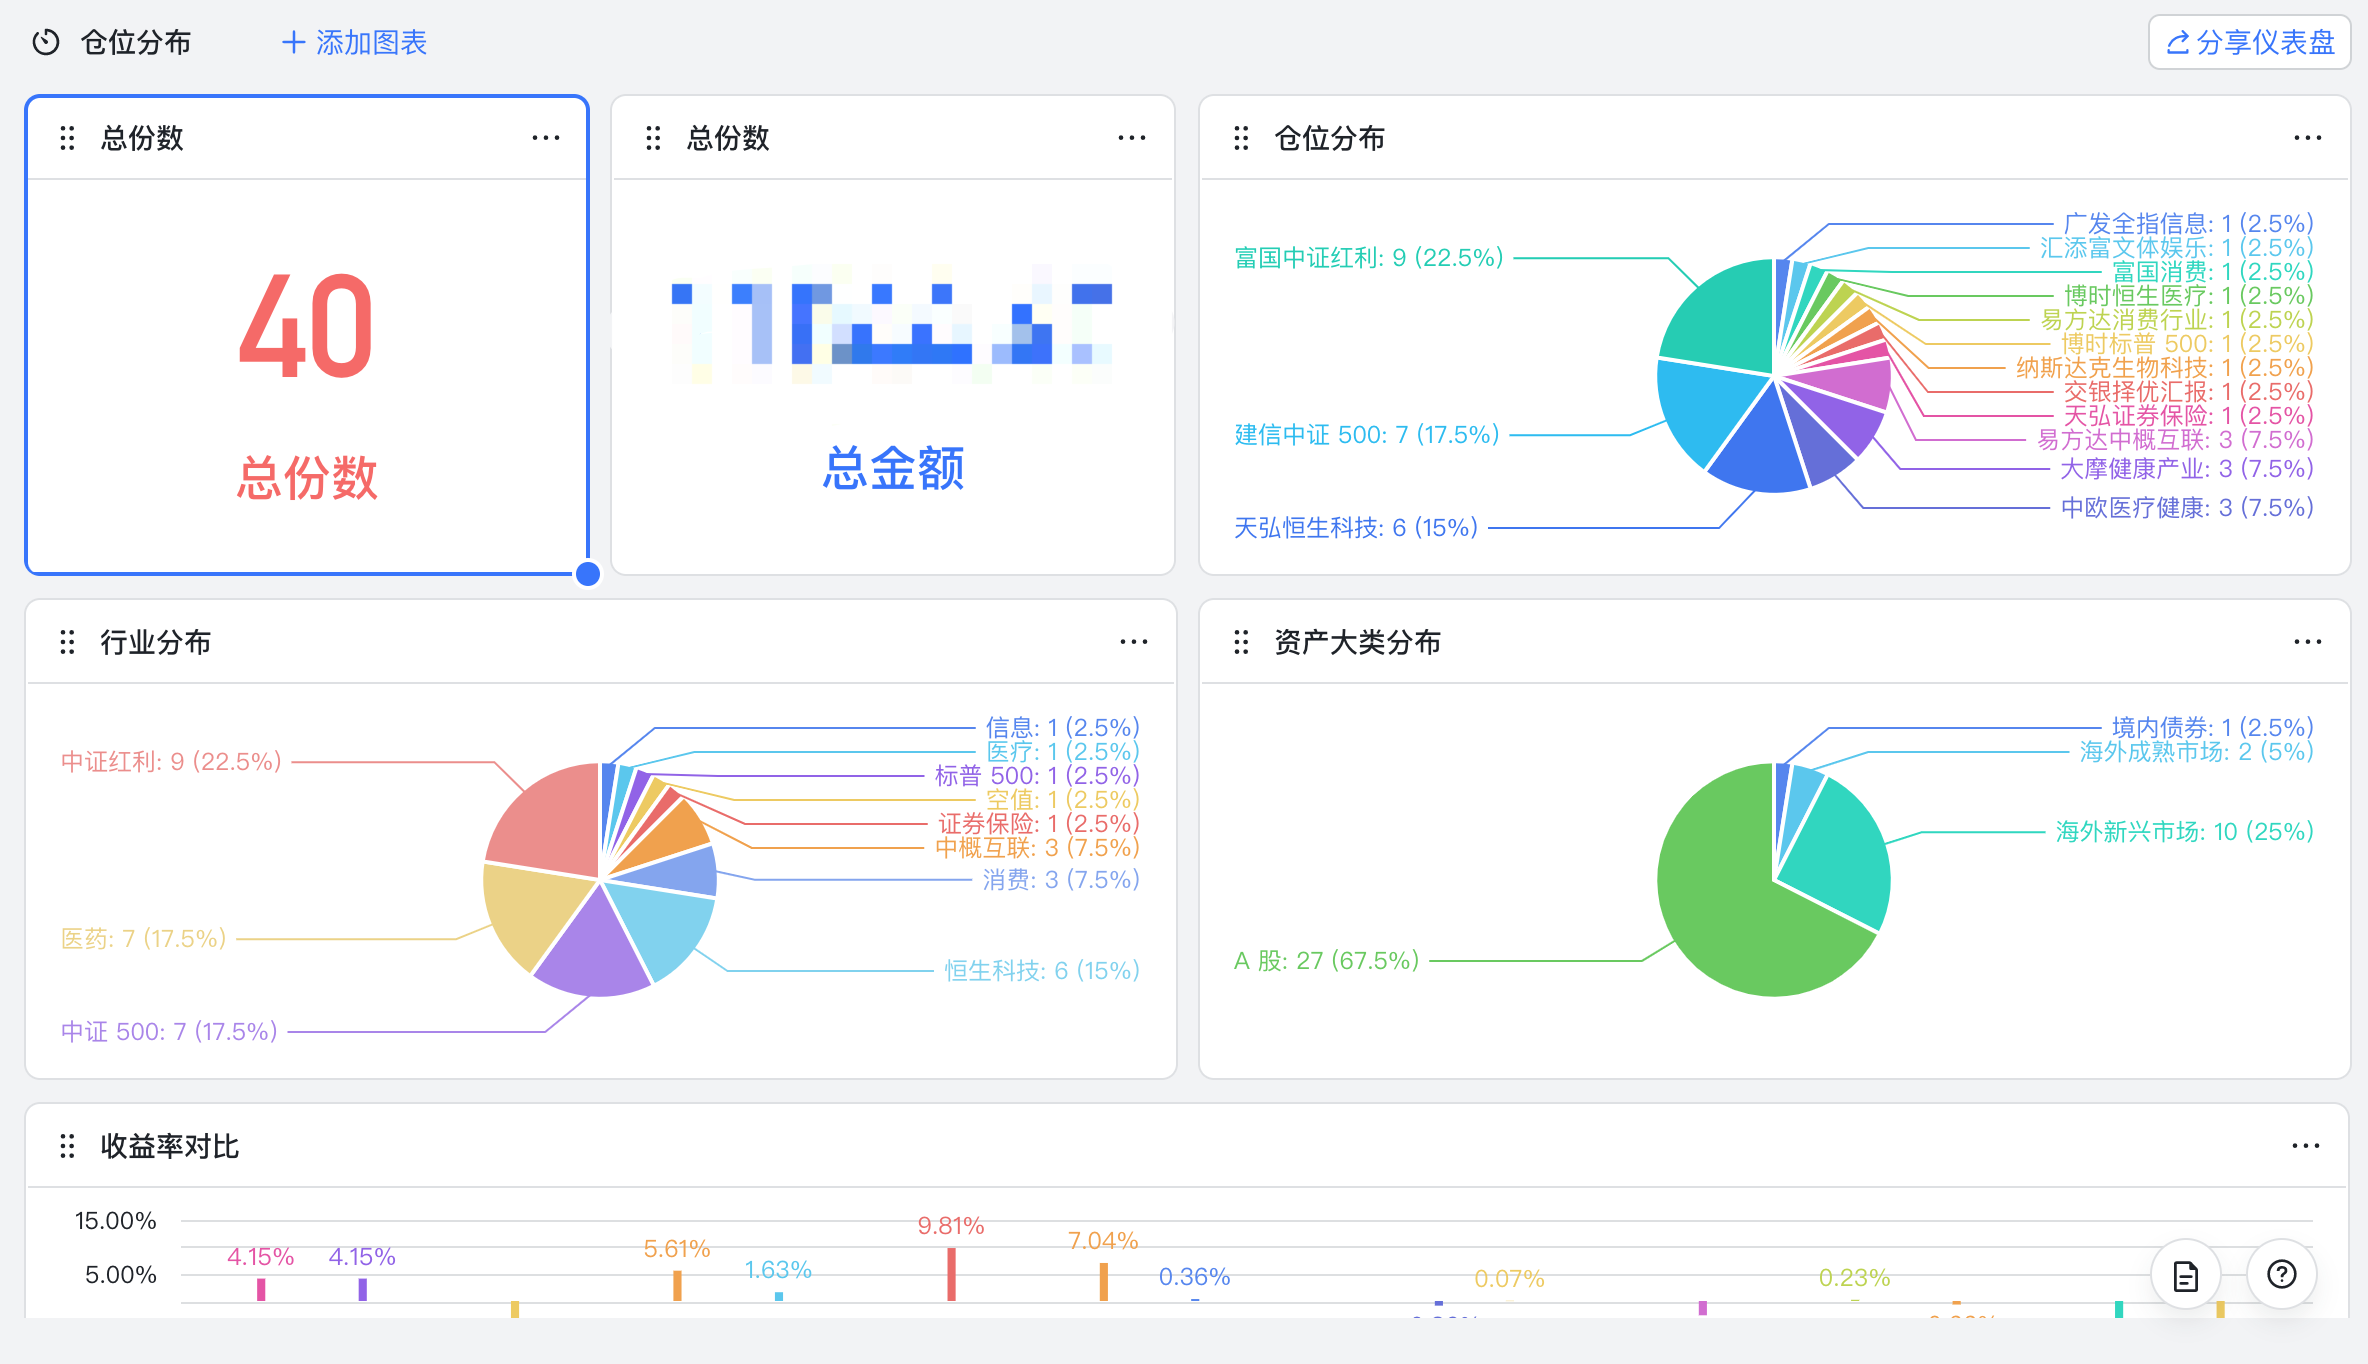 仓位分布
添加图表
分享仪表盘
总份数
40
总份数
总份数
总金额
仓位分布
广发全指信息: 1 (2.5%)
汇添富文体娱乐: 1 (2.5%)
富国消费: 1 (2.5%)
博时恒生医疗: 1 (2.5%)
易方达消费行业: 1 (2.5%)
博时标普 500: 1 (2.5%)
纳斯达克生物科技: 1 (2.5%)
交银择优汇报: 1 (2.5%)
天弘证券保险: 1 (2.5%)
易方达中概互联: 3 (7.5%)
大摩健康产业: 3 (7.5%)
中欧医疗健康: 3 (7.5%)
天弘恒生科技: 6 (15%)
建信中证 500: 7 (17.5%)
富国中证红利: 9 (22.5%)
行业分布
信息: 1 (2.5%)
医疗: 1 (2.5%)
标普 500: 1 (2.5%)
空值: 1 (2.5%)
证券保险: 1 (2.5%)
中概互联: 3 (7.5%)
消费: 3 (7.5%)
恒生科技: 6 (15%)
中证 500: 7 (17.5%)
医药: 7 (17.5%)
中证红利: 9 (22.5%)
资产大类分布
境内债券: 1 (2.5%)
海外成熟市场: 2 (5%)
海外新兴市场: 10 (25%)
A 股: 27 (67.5%)
收益率对比
15.00%
5.00%
4.15%
4.15%
5.61%
1.63%
9.81%
7.04%
0.36%
0.07%
0.23%